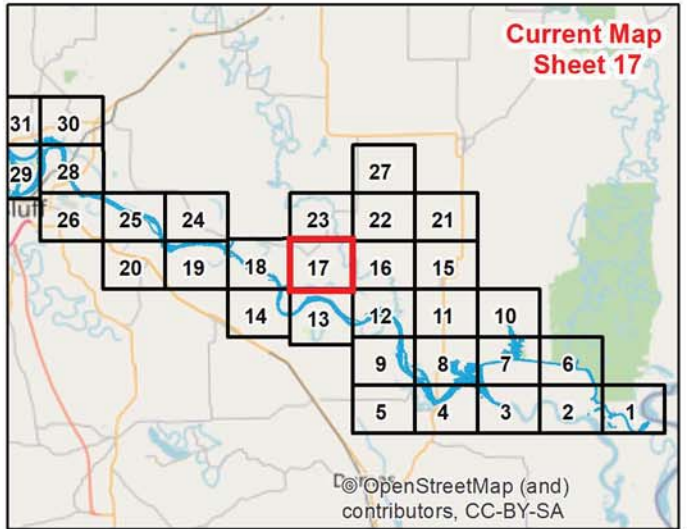 Current Map
Sheet 17
31 30
29 28 27
luff
26 25 24 23 22 21
20 19 18 17 16 15
14 13 12 11 10
9 8 7 6
5 4 3 2 1
© OpenStreetMap (and)
contributors, CC-BY-SA